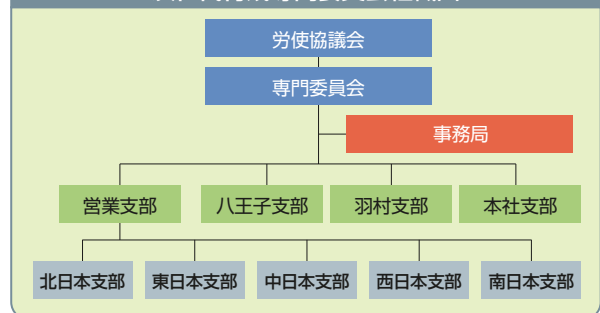 労使協議会
専門委員会
事務局
営業支部 八王子支部 羽村支部 本社支部
北日本支部 東日本支部 中日本支部 西日本支部 南日本支部